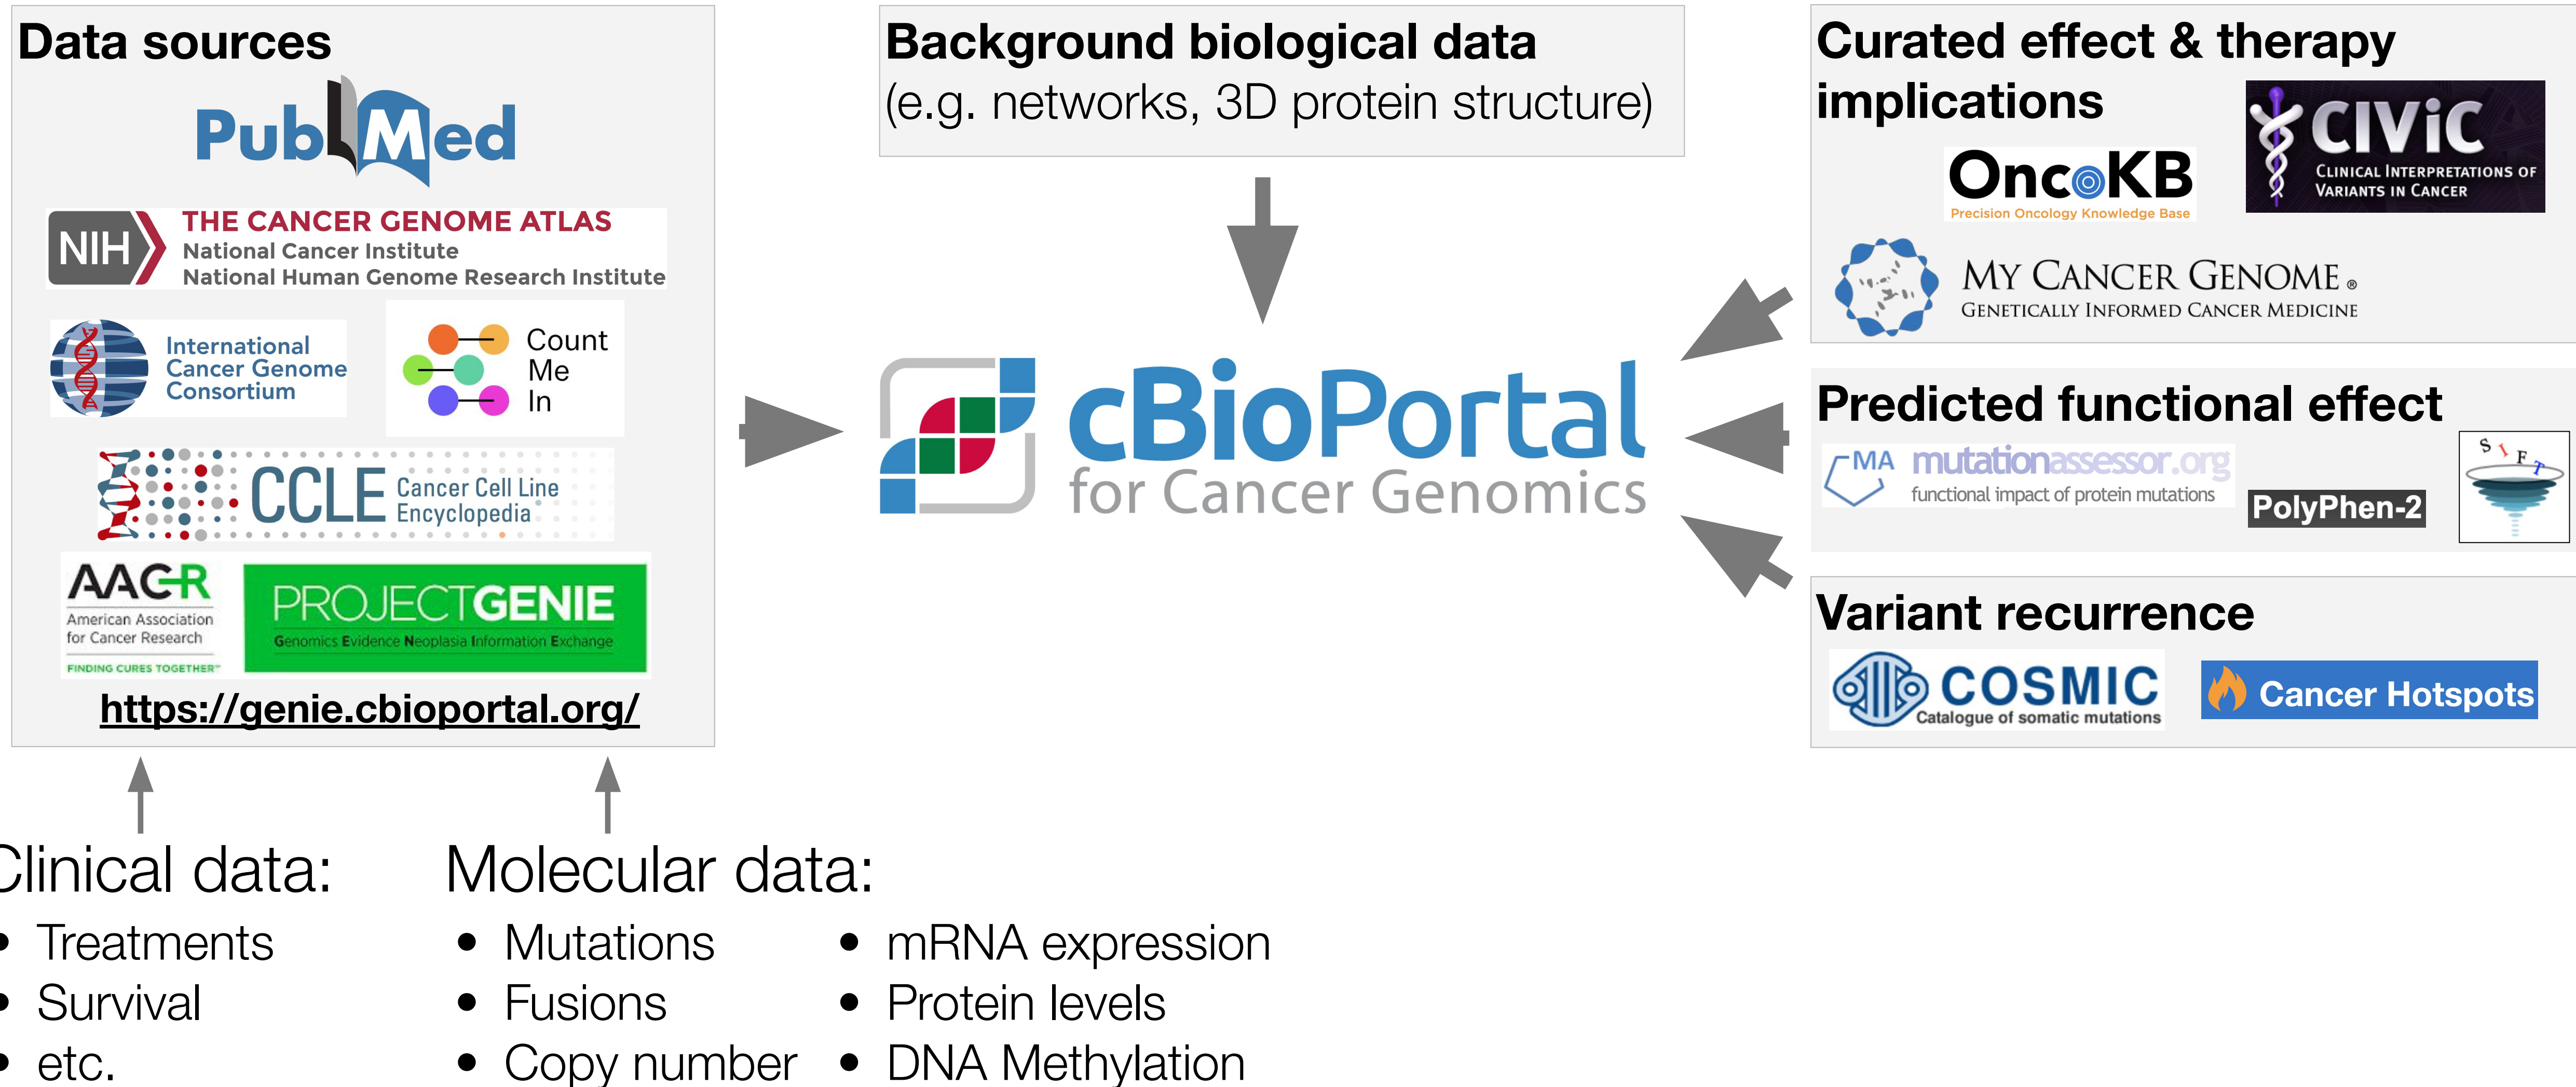 Data sources
PubMed
NIH
THE CANCER GENOME ATLAS
National Cancer Institute
National Human Genome Research Institute
International
Cancer Genome
Consortium
Count
Me
In
CCLE
Cancer Cell Line
Encyclopedia
AACR
American Association
for Cancer Research
FINDING CURES TOGETHER℠
PROJECTGENIE
Genomics Evidence Neoplasia Information Exchange
https://genie.cbioportal.org/
Background biological data
(e.g. networks, 3D protein structure)
cBioPortal
for Cancer Genomics
Curated effect & therapy
implications
OncoKB
Precision Oncology Knowledge Base
CIViC
CLINICAL INTERPRETATIONS OF
VARIANTS IN CANCER
MY CANCER GENOME®
GENETICALLY INFORMED CANCER MEDICINE
Predicted functional effect
MA mutationassessor.org
functional impact of protein mutations
PolyPhen-2
SIFT
Variant recurrence
COSMIC
Catalogue of somatic mutations
Cancer Hotspots
Clinical data:
• Treatments
• Survival
• etc.
Molecular data:
• Mutations
• Fusions
• Copy number
• mRNA expression
• Protein levels
• DNA Methylation